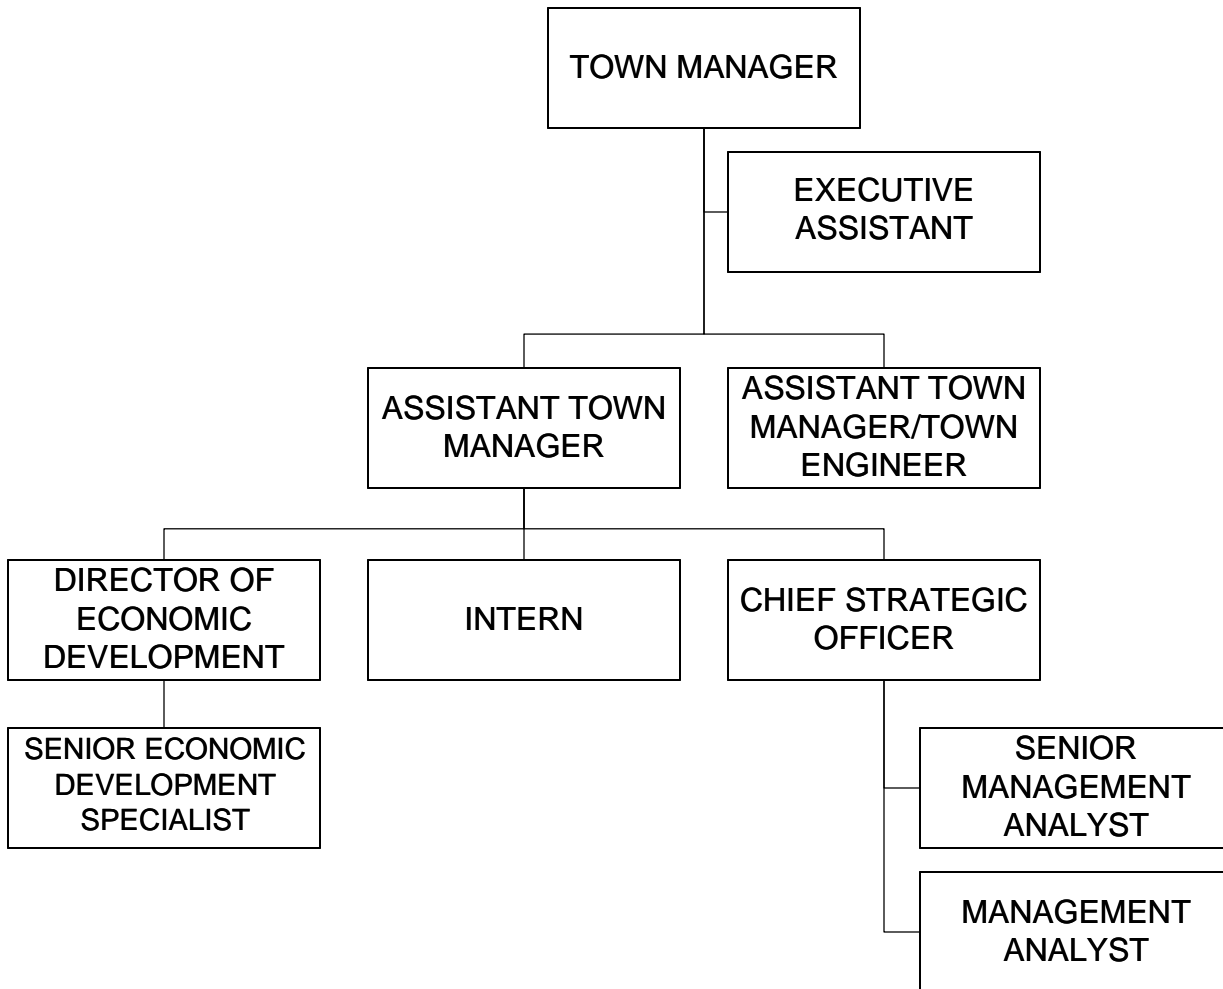 TOWN MANAGER
EXECUTIVE
ASSISTANT
ASSISTANT TOWN
MANAGER
ASSISTANT TOWN
MANAGER/TOWN
ENGINEER
DIRECTOR OF
ECONOMIC
DEVELOPMENT
INTERN
CHIEF STRATEGIC
OFFICER
SENIOR ECONOMIC
DEVELOPMENT
SPECIALIST
SENIOR
MANAGEMENT
ANALYST
MANAGEMENT
ANALYST